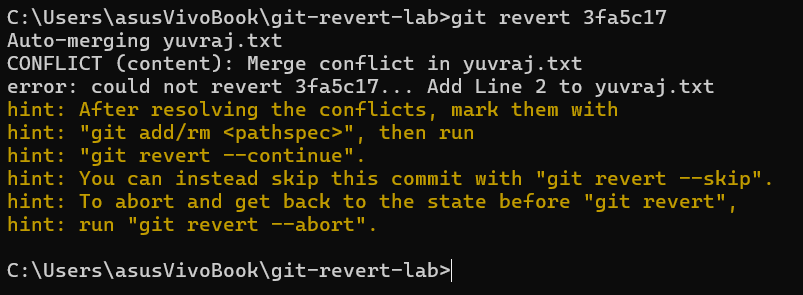 C:\Users\asusVivoBook\git-revert-lab>git revert 3fa5c17
Auto-merging yuvraj.txt
CONFLICT (content): Merge conflict in yuvraj.txt
error: could not revert 3fa5c17... Add Line 2 to yuvraj.txt
hint: After resolving the conflicts, mark them with
hint: "git add/rm <pathspec>", then run
hint: "git revert --continue".
hint: You can instead skip this commit with "git revert --skip".
hint: To abort and get back to the state before "git revert",
hint: run "git revert --abort".
C:\Users\asusVivoBook\git-revert-lab>